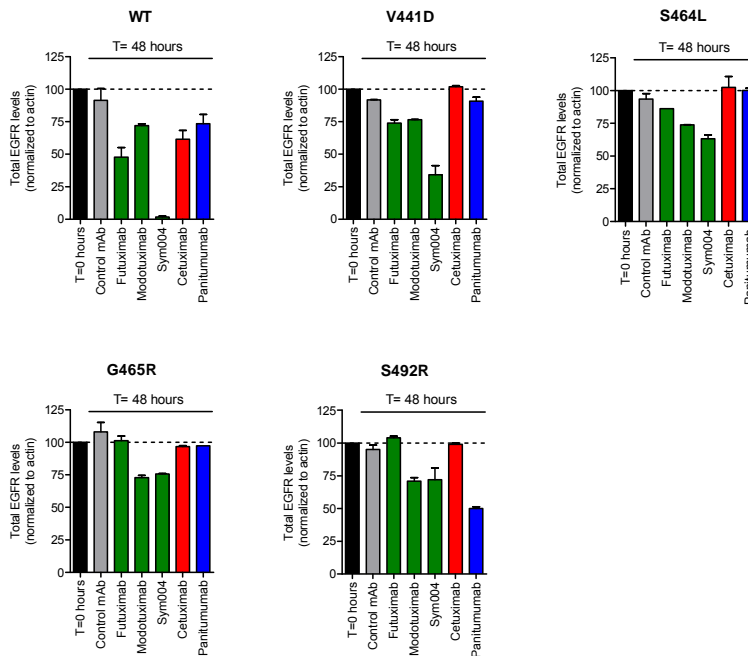 WT
T= 48 hours
125
100
75
50
25
0
Total EGFR levels
(normalized to actin)
T=0 hours
Control mAb
Futuximab
Modotuximab
Sym004
Cetuximab
Panitumumab
V441D
T= 48 hours
125
100
75
50
25
0
Total EGFR levels
(normalized to actin)
T=0 hours
Control mAb
Futuximab
Modotuximab
Sym004
Cetuximab
Panitumumab
S464L
T= 48 hours
125
100
75
50
25
0
Total EGFR levels
(normalized to actin)
T=0 hours
Control mAb
Futuximab
Modotuximab
Sym004
Cetuximab
Panitumumab
G465R
T= 48 hours
125
100
75
50
25
0
Total EGFR levels
(normalized to actin)
T=0 hours
Control mAb
Futuximab
Modotuximab
Sym004
Cetuximab
Panitumumab
S492R
T= 48 hours
125
100
75
50
25
0
Total EGFR levels
(normalized to actin)
T=0 hours
Control mAb
Futuximab
Modotuximab
Sym004
Cetuximab
Panitumumab